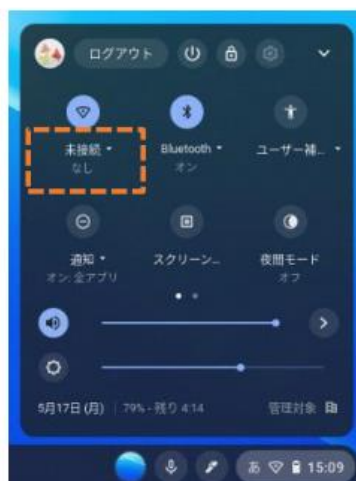 ログアウト
未接続
なし
Bluetooth
オン
ユーザー補...
通知
オン: 全アプリ
スクリーン...
夜間モード
オフ
5月17日 (月) | 79% - 残り 4:14
管理対象
あ 15:09